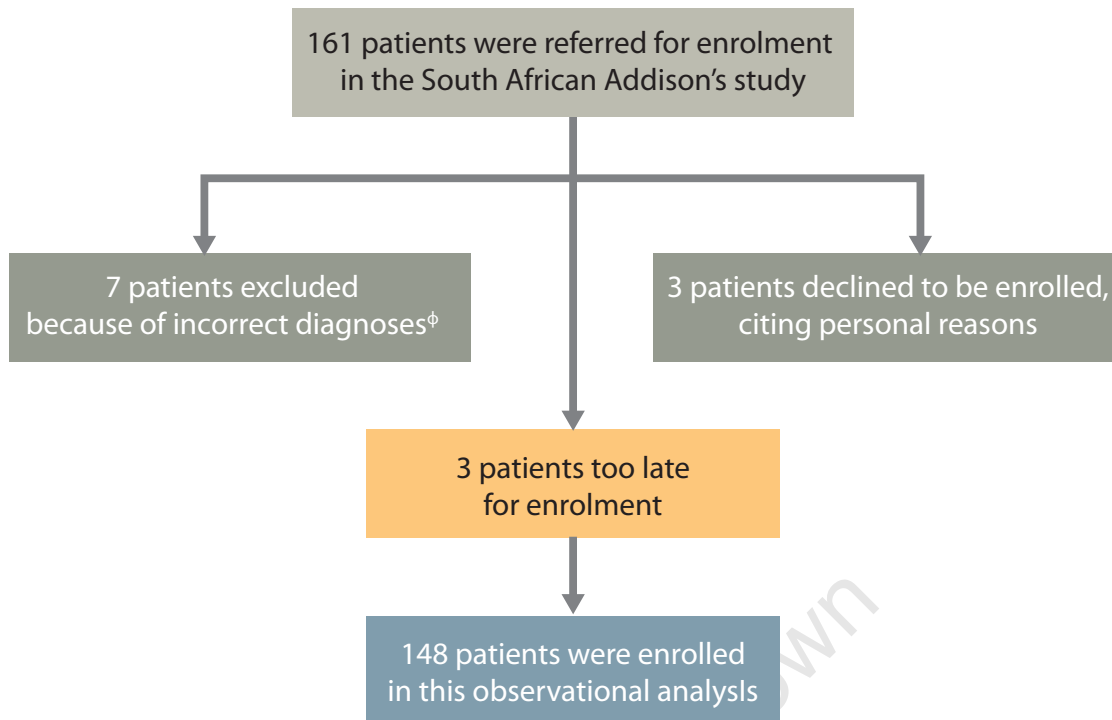 161 patients were referred for enrolment
in the South African Addison's study
7 patients excluded
because of incorrect diagnoses^ϕ
3 patients declined to be enrolled,
citing personal reasons
3 patients too late
for enrolment
148 patients were enrolled
in this observational analysIs